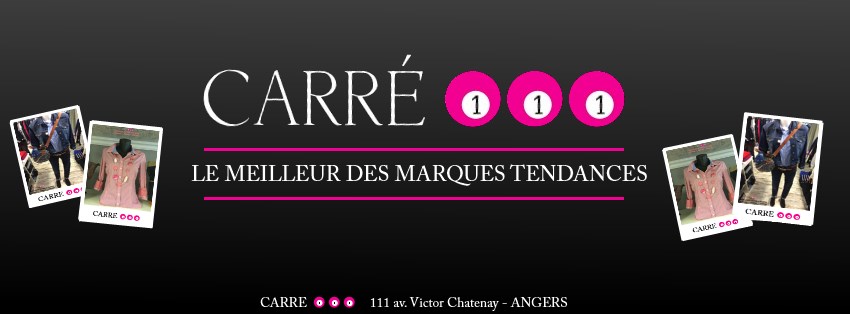 CARRÉ 1 1 1
LE MEILLEUR DES MARQUES TENDANCES
CARRE
CARRE
CARRE
CARRE
CARRE 111 av. Victor Chatenay - ANGERS